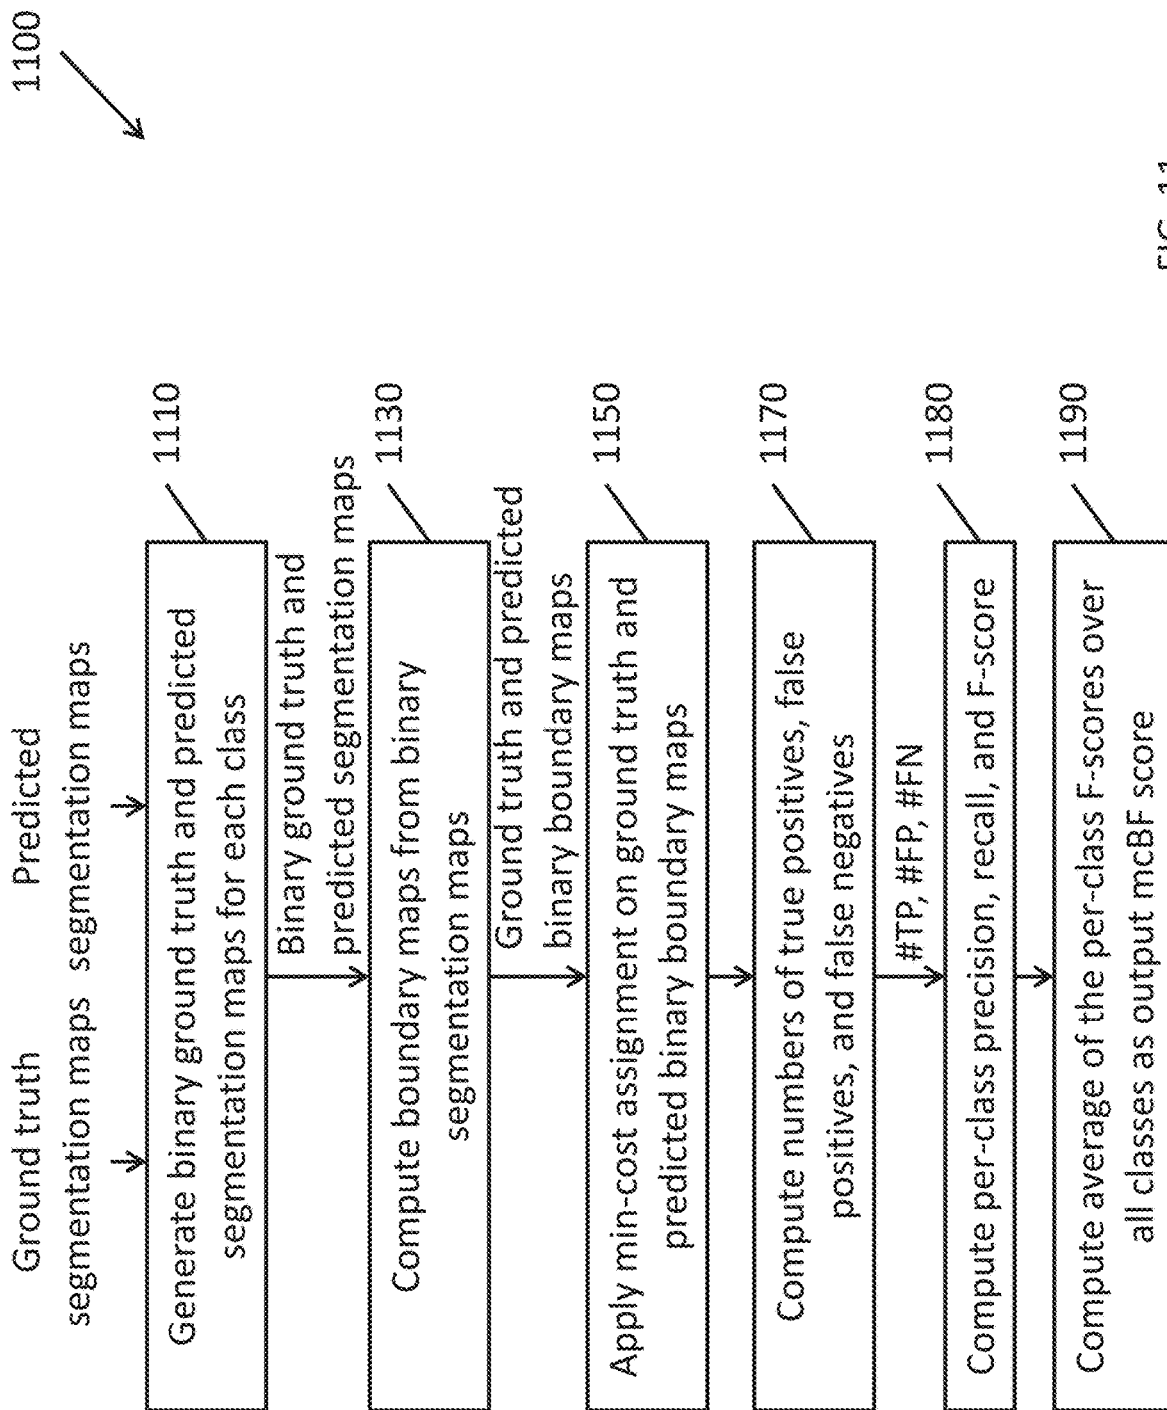 1100
Ground truth
segmentation maps
Predicted
segmentation maps
Generate binary ground truth and predicted
segmentation maps for each class
1110
Binary ground truth and
predicted segmentation maps
Compute boundary maps from binary
segmentation maps
1130
Ground truth and predicted
binary boundary maps
Apply min-cost assignment on ground truth and
predicted binary boundary maps
1150
Compute numbers of true positives, false
positives, and false negatives
1170
#TP, #FP, #FN
Compute per-class precision, recall, and F-score
1180
Compute average of the per-class F-scores over
all classes as output mcBF score
1190
FIG. 11